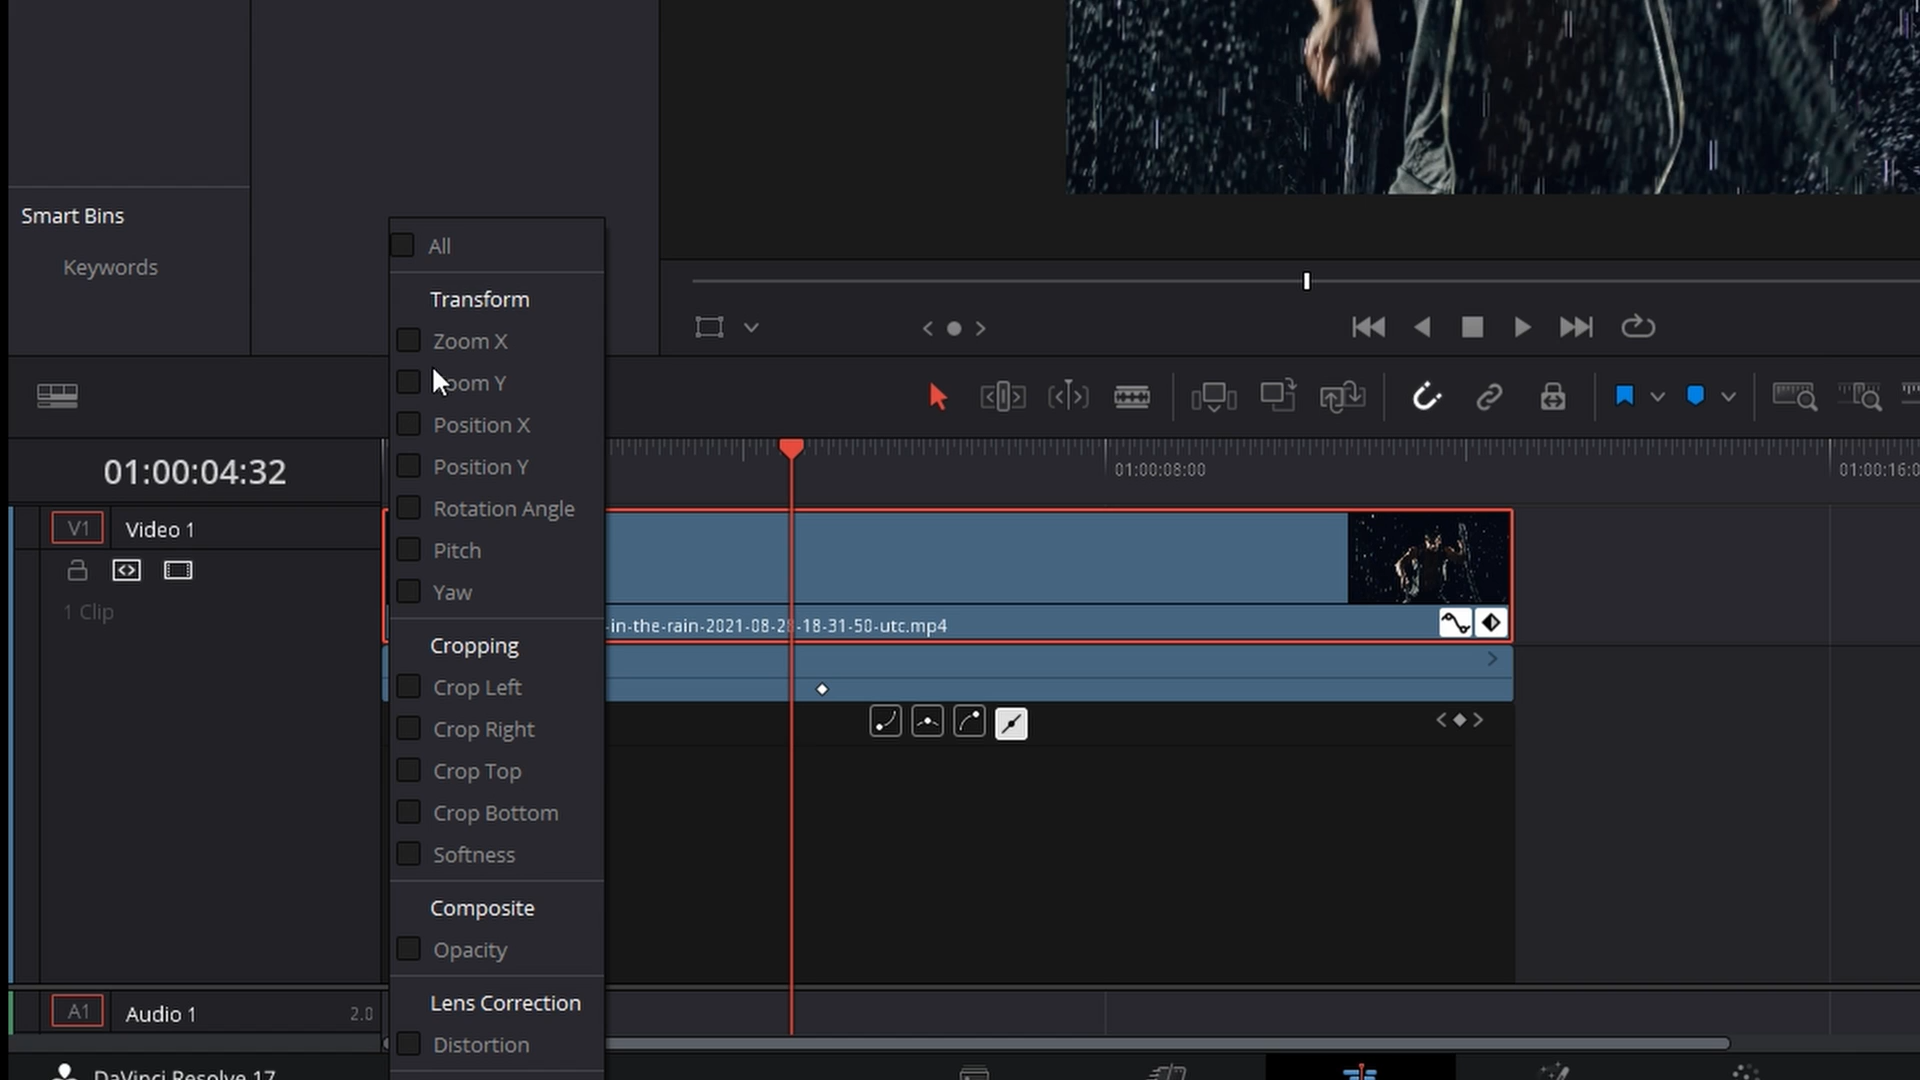 Smart Bins
Keywords
All
Transform
Zoom X
oom Y
Position X
Position Y
Rotation Angle
Pitch
Yaw
Cropping
Crop Left
Crop Right
Crop Top
Crop Bottom
Softness
Composite
Opacity
Lens Correction
Distortion
01:00:04:32
01:00:08:00
01:00:16:0
V1
Video 1
1 Clip
-in-the-rain-2021-08-28-18-31-50-utc.mp4
A1
Audio 1
2.0
DaVinci Resolve 17